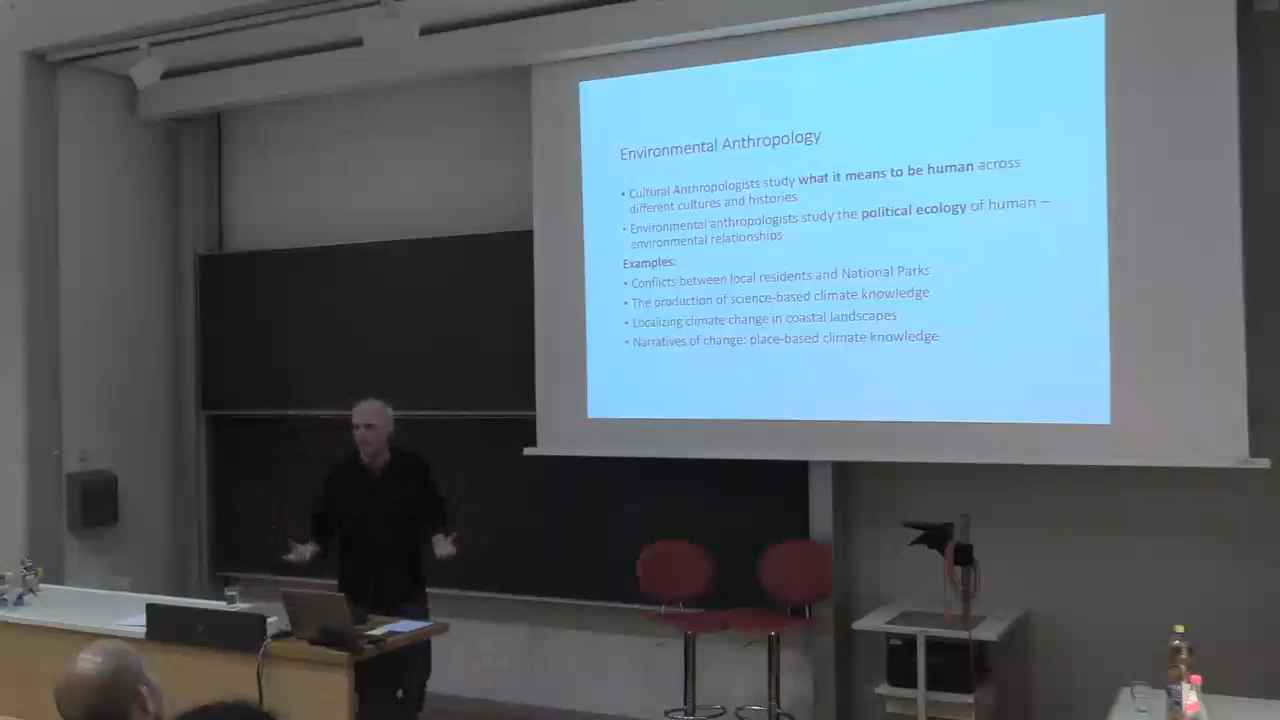 Environmental Anthropology
• Cultural Anthropologists study what it means to be human across
different cultures and histories
• Environmental anthropologists study the political ecology of human –
environmental relationships
Examples:
• Conflicts between local residents and National Parks
• The production of science-based climate knowledge
• Localizing climate change in coastal landscapes
• Narratives of change: place-based climate knowledge